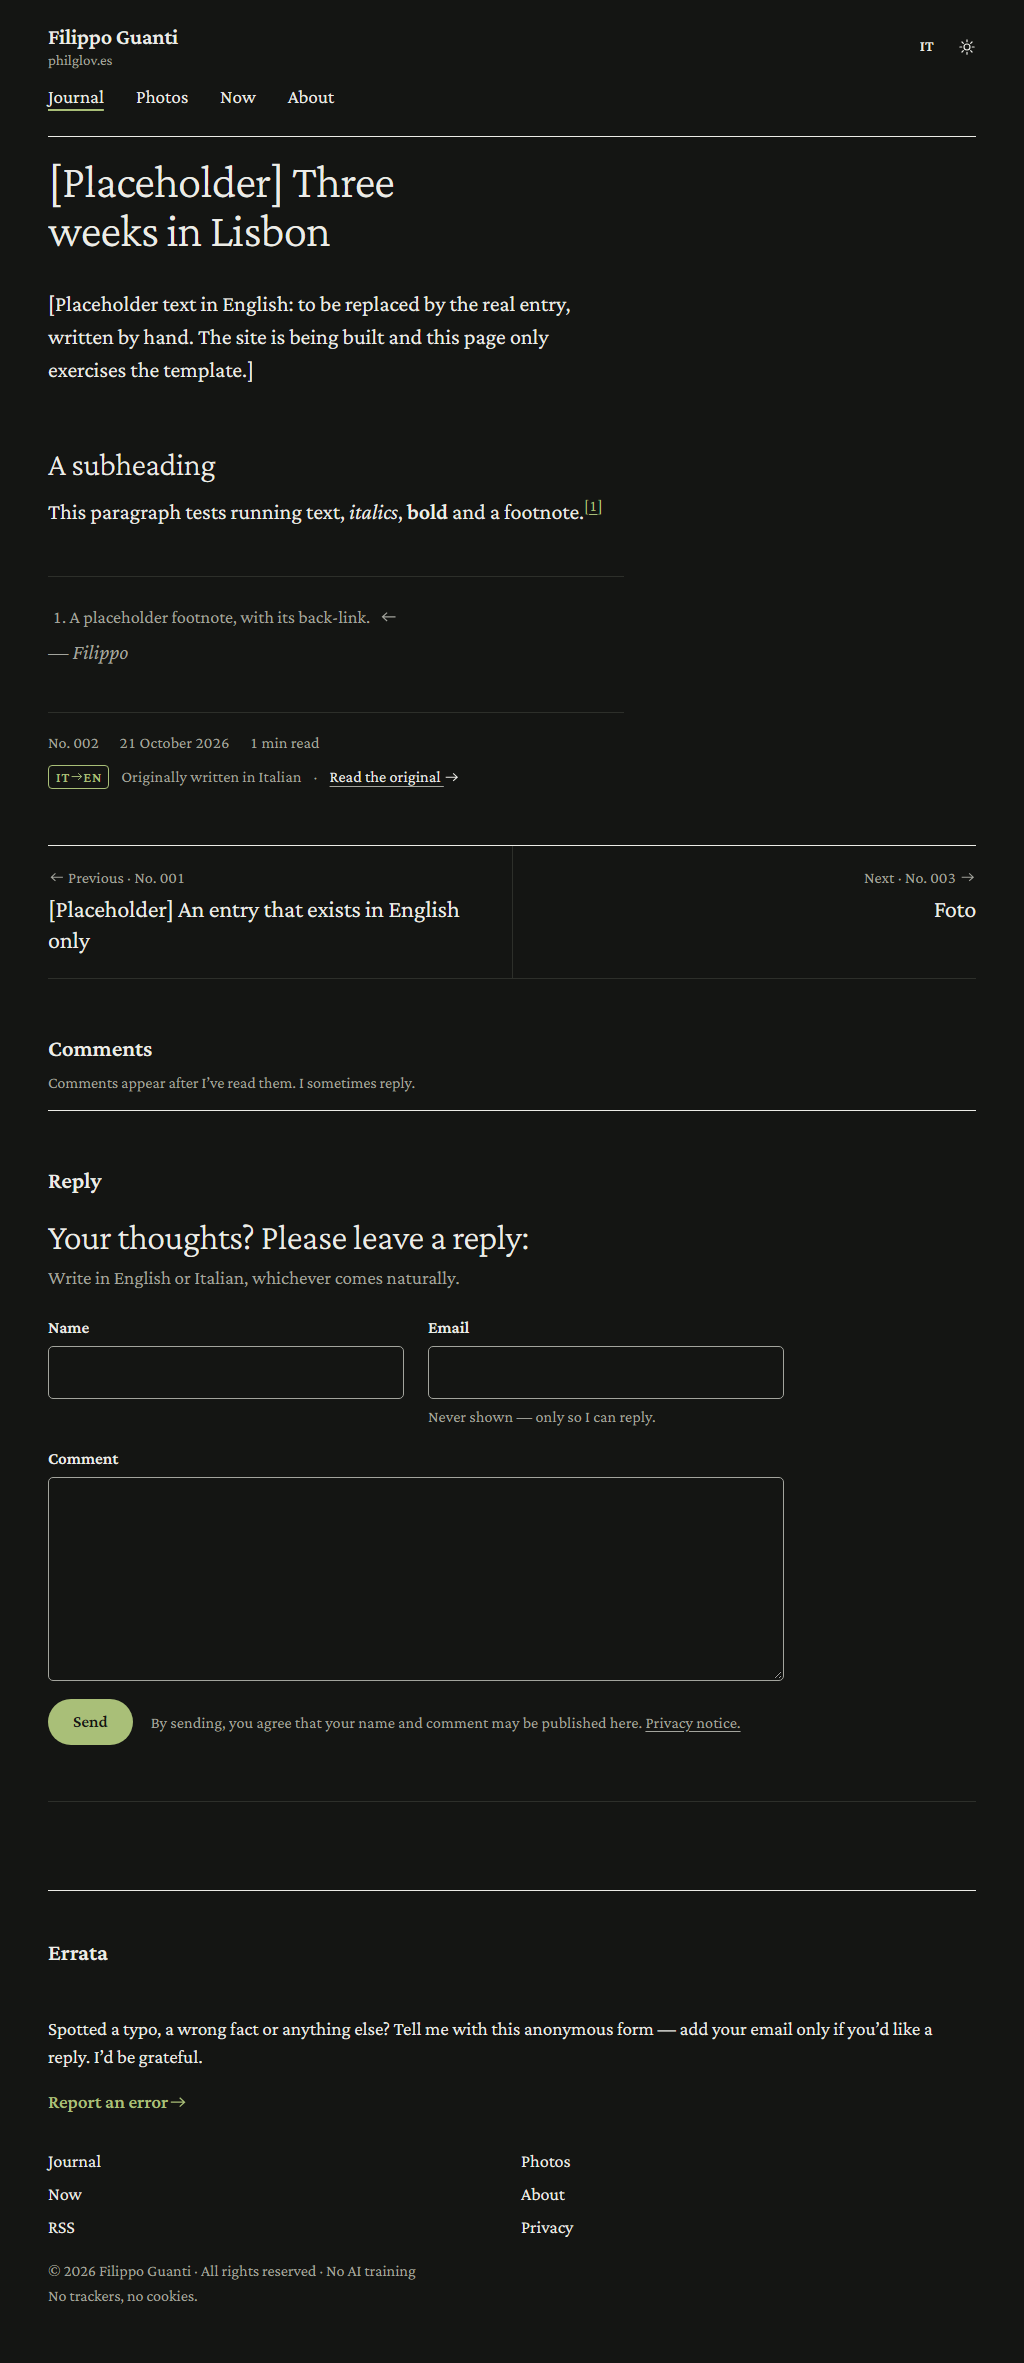 Filippo Guanti
philglov.es
IT
Journal Photos Now About
[Placeholder] Three
weeks in Lisbon
[Placeholder text in English: to be replaced by the real entry,
written by hand. The site is being built and this page only
exercises the template.]
A subheading
This paragraph tests running text, italics, bold and a footnote.[1]
1. A placeholder footnote, with its back-link. ←
— Filippo
No. 002 21 October 2026 1 min read
IT→EN Originally written in Italian · Read the original →
← Previous · No. 001
[Placeholder] An entry that exists in English
only
Next · No. 003 →
Foto
Comments
Comments appear after I’ve read them. I sometimes reply.
Reply
Your thoughts? Please leave a reply:
Write in English or Italian, whichever comes naturally.
Name
Email
Never shown — only so I can reply.
Comment
Send By sending, you agree that your name and comment may be published here. Privacy notice.
Errata
Spotted a typo, a wrong fact or anything else? Tell me with this anonymous form — add your email only if you’d like a
reply. I’d be grateful.
Report an error→
Journal Photos
Now About
RSS Privacy
© 2026 Filippo Guanti · All rights reserved · No AI training
No trackers, no cookies.